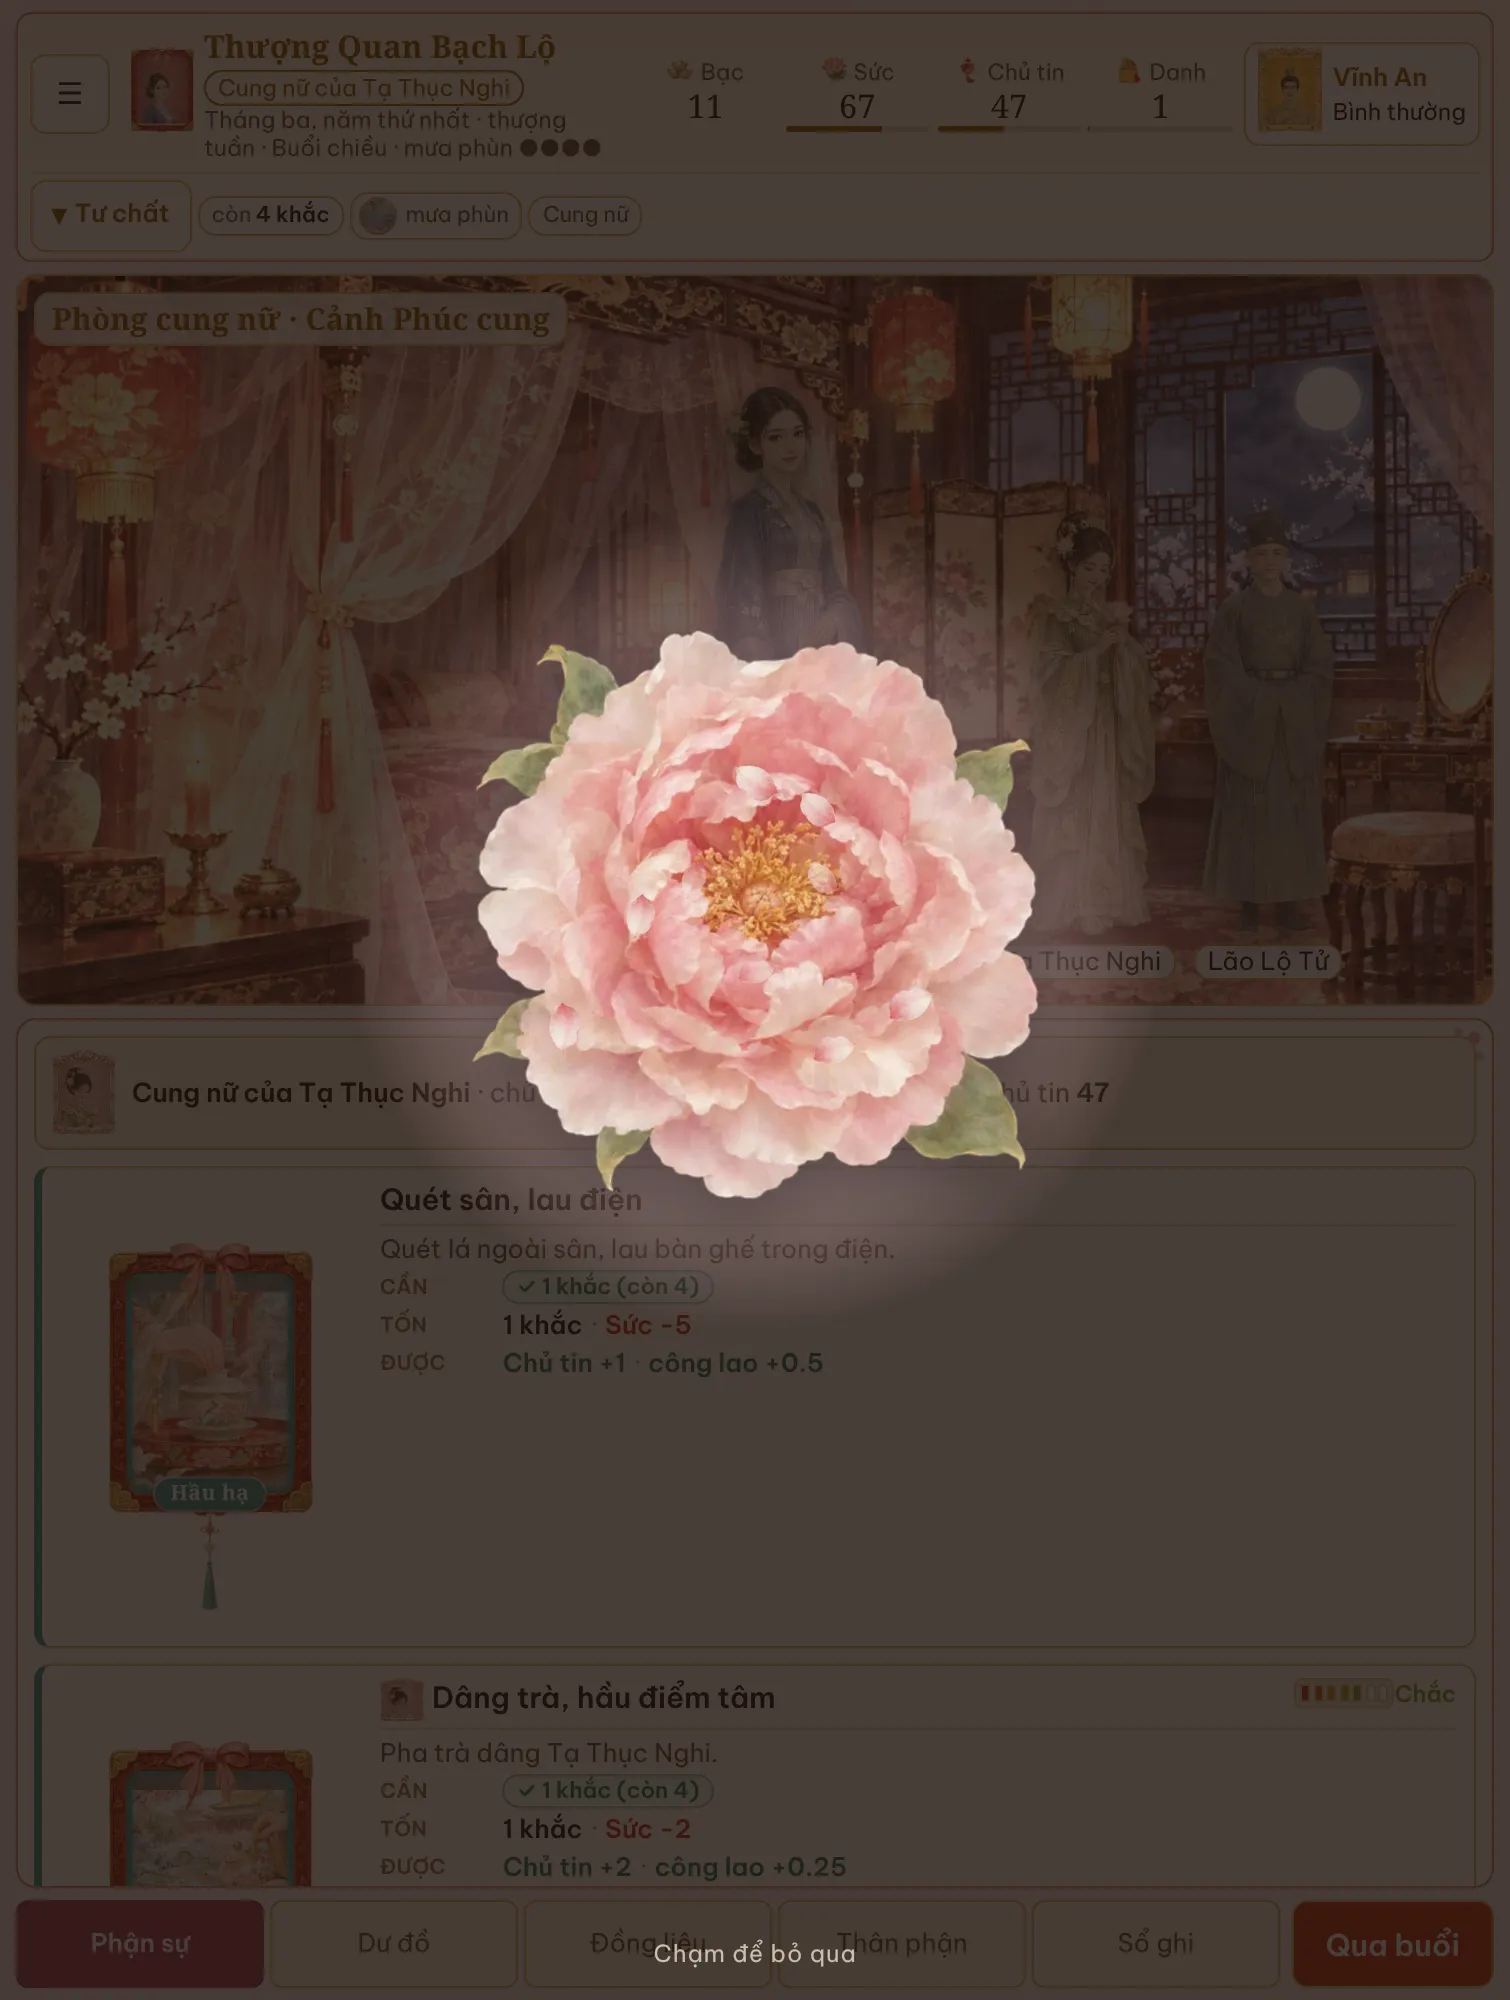 ☰
Thượng Quan Bạch Lộ
Cung nữ của Tạ Thục Nghi
Tháng ba, năm thứ nhất · thượng
tuần · Buổi chiều · mưa phùn ●●●●
Bạc
11
Sức
67
Chủ tin
47
Danh
1
Vĩnh An
Bình thường
▼ Tư chất
còn 4 khắc
mưa phùn
Cung nữ
Phòng cung nữ · Cảnh Phúc cung
Thục Nghi
Lão Lộ Tử
Cung nữ của Tạ Thục Nghi · tin 47
Quét sân, lau điện
Quét lá ngoài sân, lau bàn ghế trong điện.
CẦN ✓ 1 khắc (còn 4)
TỐN 1 khắc · Sức -5
ĐƯỢC Chủ tin +1 · công lao +0.5
Hầu hạ
Dâng trà, hầu điểm tâm
Chắc
Pha trà dâng Tạ Thục Nghi.
CẦN ✓ 1 khắc (còn 4)
TỐN 1 khắc · Sức -2
ĐƯỢC Chủ tin +2 · công lao +0.25
Phận sự
Dư đồ
Đồng liêu
Thân phận
Sổ ghi
Qua buổi
Chạm để bỏ qua